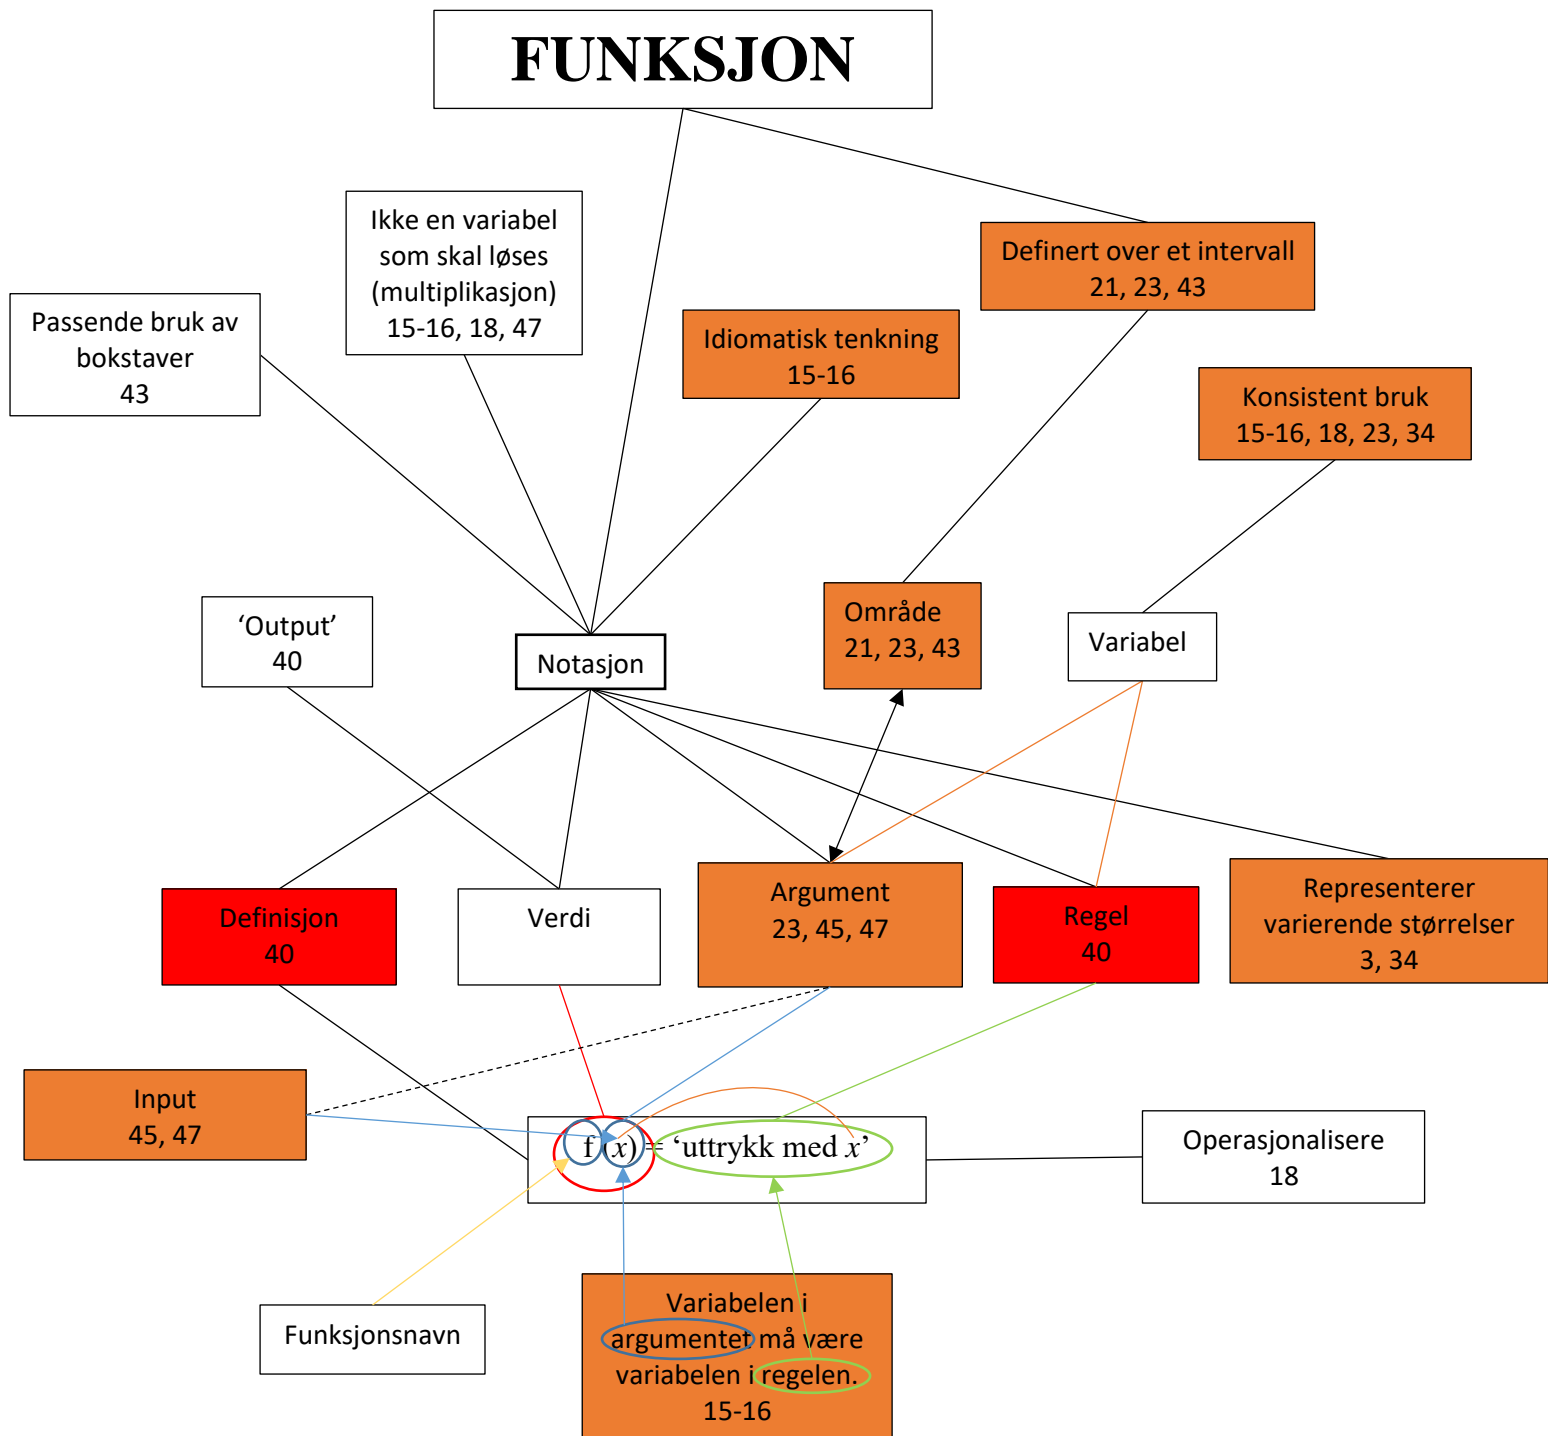 FUNKSJON
Ikke en variabel
som skal løses
(multiplikasjon)
15-16, 18, 47
Definert over et intervall
21, 23, 43
Passende bruk av
bokstaver
43
Idiomatisk tenkning
15-16
Konsistent bruk
15-16, 18, 23, 34
‘Output’
40
Notasjon
Område
21, 23, 43
Variabel
Definisjon
40
Verdi
Argument
23, 45, 47
Regel
40
Representerer
varierende størrelser
3, 34
Input
45, 47
f (x) = ‘uttrykk med x’
Operasjonalisere
18
Funksjonsnavn
Variabelen i
argumentet må være
variabelen i regelen.
15-16